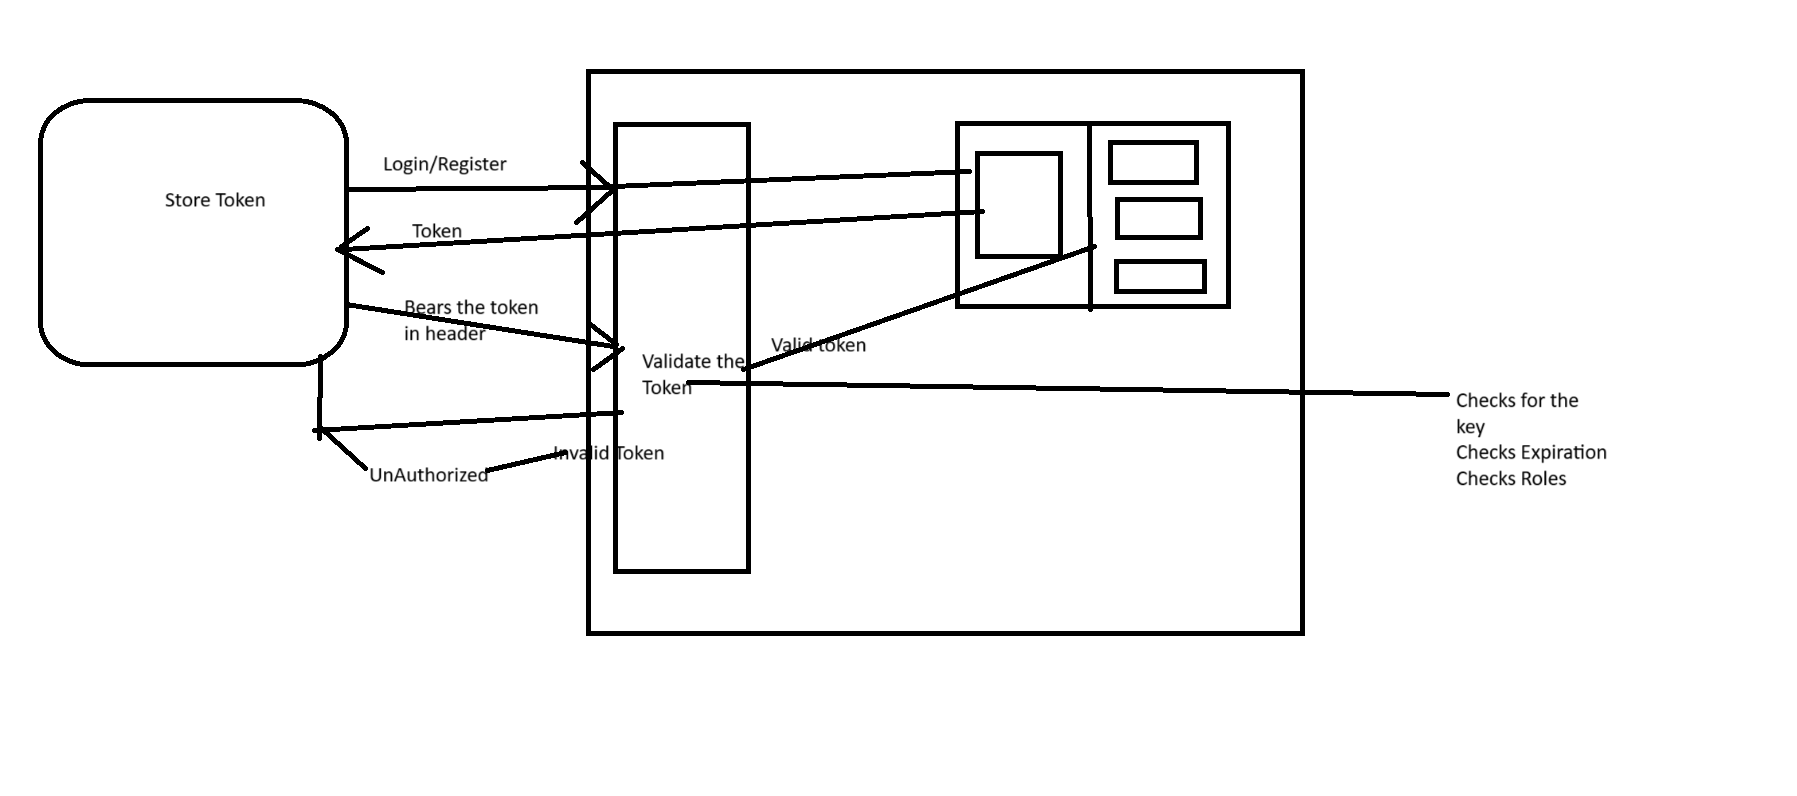 Login/Register
Store Token
Token
Bears the token
in header
Validate the
Token
Valid token
Invalid Token
UnAuthorized
Checks for the
key
Checks Expiration
Checks Roles